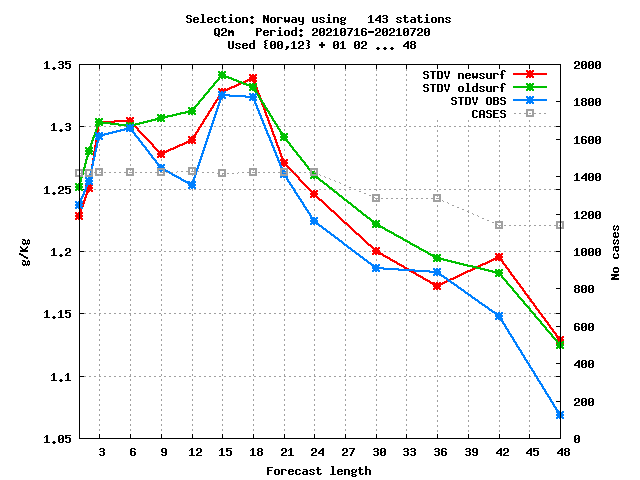 Selection: Norway using   143 stations
Q2m   Period: 20210716-20210720
Used {00,12} + 01 02 ... 48
STDV newsurf
STDV oldsurf
STDV OBS
CASES
1.35
1.3
1.25
1.2
1.15
1.1
1.05
g/Kg
2000
1800
1600
1400
1200
1000
800
600
400
200
0
No cases
3 6 9 12 15 18 21 24 27 30 33 36 39 42 45 48
Forecast length